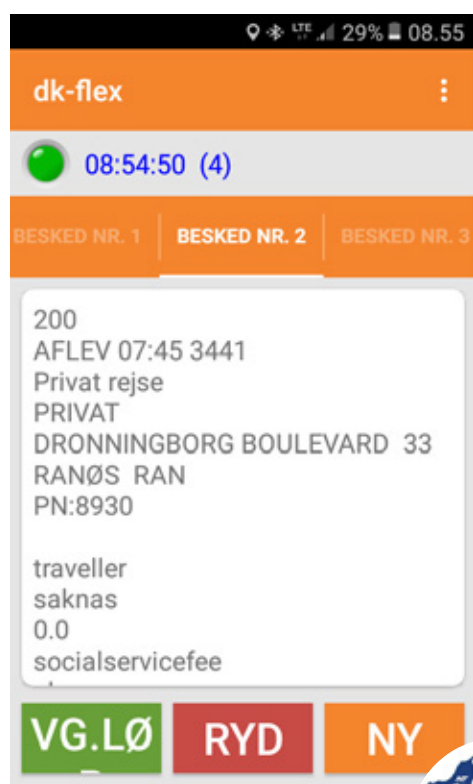 LTE 29% 08.55
dk-flex
08:54:50 (4)
BESKED NR. 1 BESKED NR. 2 BESKED NR. 3
200
AFLEV 07:45 3441
Privat rejse
PRIVAT
DRONNINGBORG BOULEVARD 33
RANØS RAN
PN:8930
traveller
saknas
0.0
socialservicefee
VG.LØ RYD NY